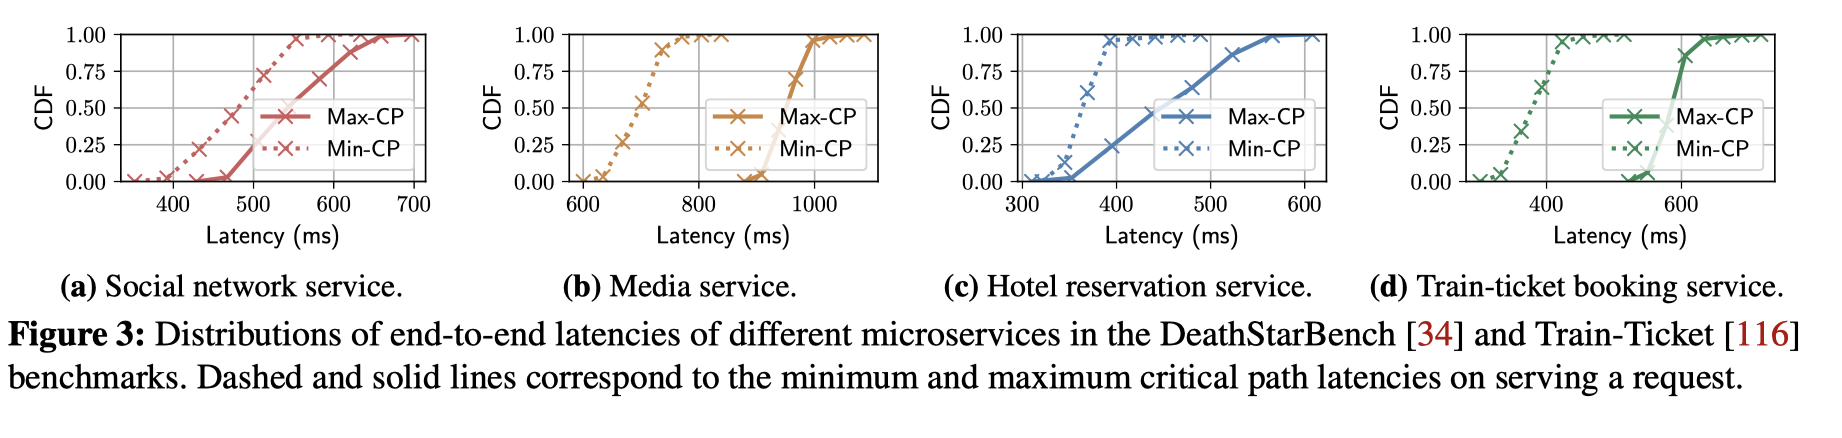 1.00
0.75
0.50
0.25
0.00
CDF
400 500 600 700
Latency (ms)
Max-CP
Min-CP
(a) Social network service.
1.00
0.75
0.50
0.25
0.00
CDF
600 800 1000
Latency (ms)
Max-CP
Min-CP
(b) Media service.
1.00
0.75
0.50
0.25
0.00
CDF
300 400 500 600
Latency (ms)
Max-CP
Min-CP
(c) Hotel reservation service.
1.00
0.75
0.50
0.25
0.00
CDF
400 600
Latency (ms)
Max-CP
Min-CP
(d) Train-ticket booking service.
Figure 3: Distributions of end-to-end latencies of different microservices in the DeathStarBench [34] and Train-Ticket [116]
benchmarks. Dashed and solid lines correspond to the minimum and maximum critical path latencies on serving a request.